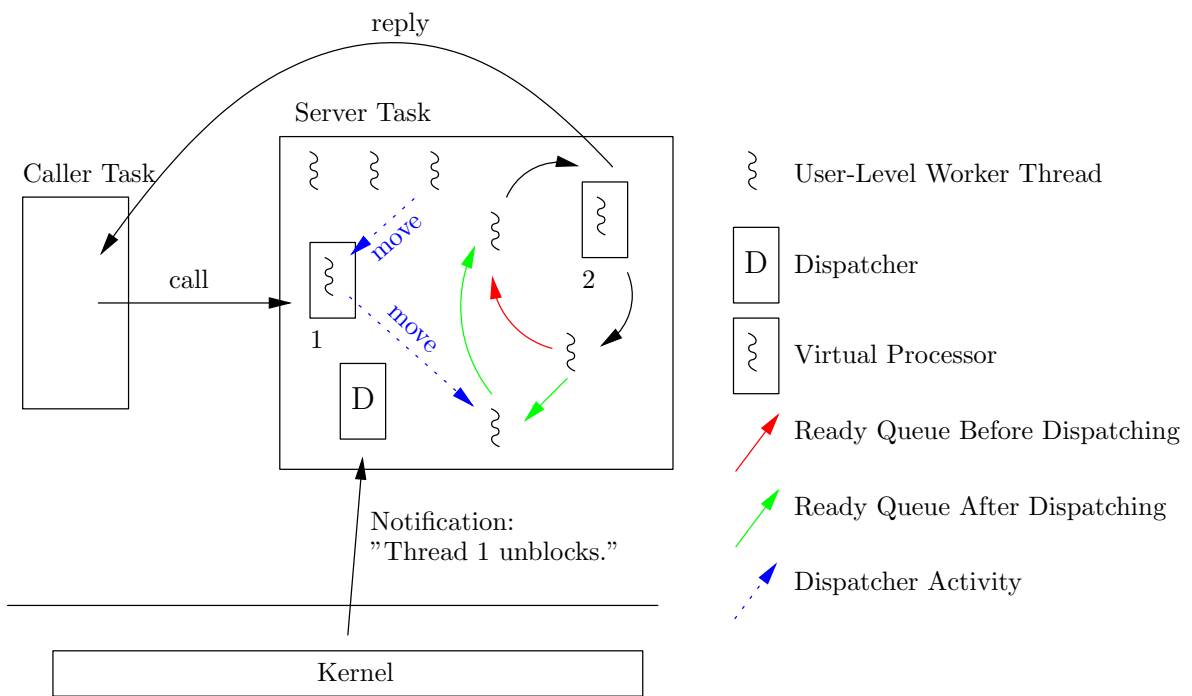 reply
Server Task
Caller Task
move
call
1
2
move
D
Notification:
"Thread 1 unblocks."
Kernel
User-Level Worker Thread
D
Dispatcher
Virtual Processor
Ready Queue Before Dispatching
Ready Queue After Dispatching
Dispatcher Activity